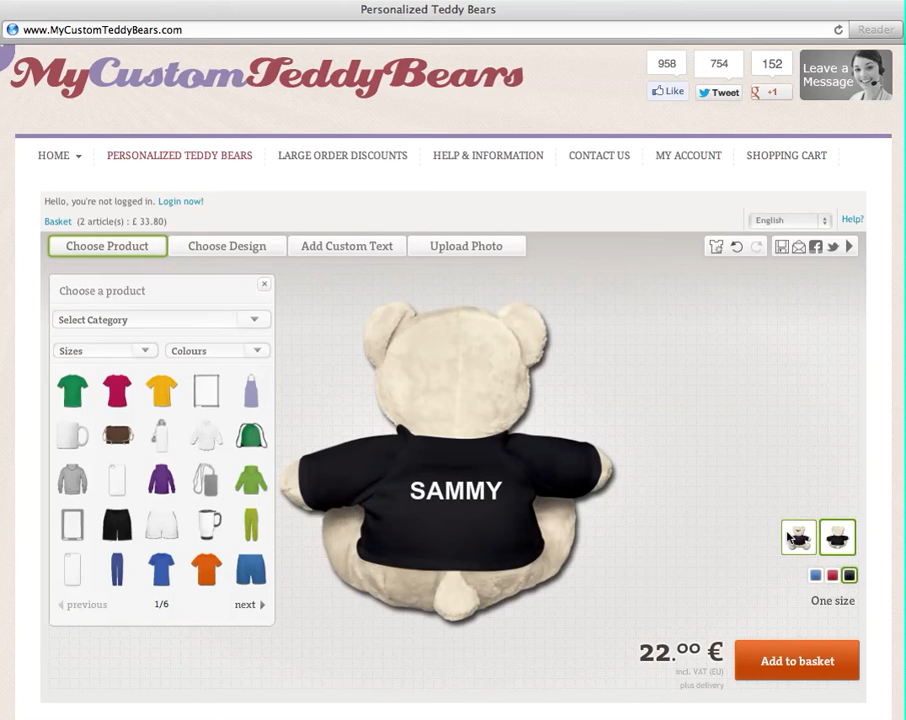 Personalized Teddy Bears
www.MyCustomTeddyBears.com
Reader
MyCustomTeddyBears
958 754 152
Like Tweet +1
Leave a
Message
HOME PERSONALIZED TEDDY BEARS LARGE ORDER DISCOUNTS HELP & INFORMATION CONTACT US MY ACCOUNT SHOPPING CART
Hello, you're not logged in. Login now!
Basket (2 article(s) : £ 33.80)
English Help?
Choose Product Choose Design Add Custom Text Upload Photo
Choose a product
Select Category
Sizes Colours
SAMMY
previous 1/6 next
One size
22.00 €
incl. VAT (EU)
plus delivery
Add to basket